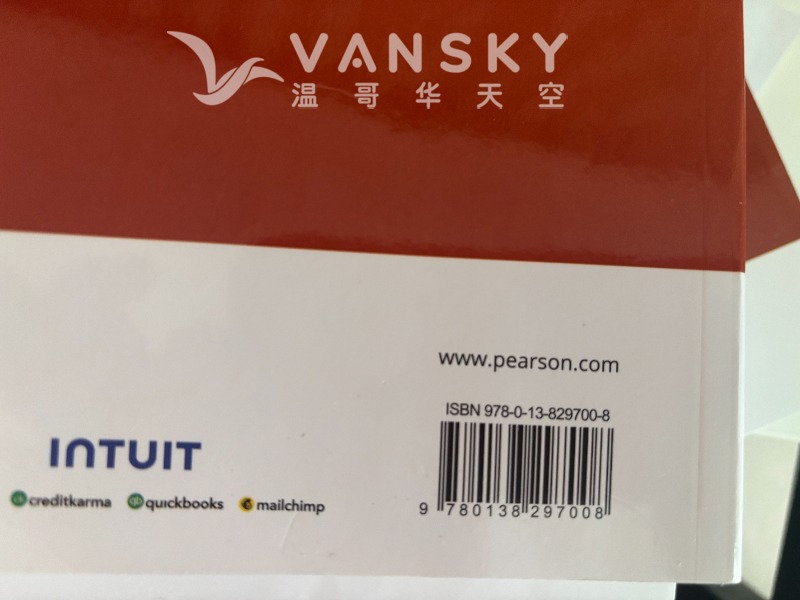 VANSKY
温哥华天空
www.pearson.com
ISBN 978-0-13-829700-8
9 780138 297008
INTUIT
creditkarma quickbooks mailchimp